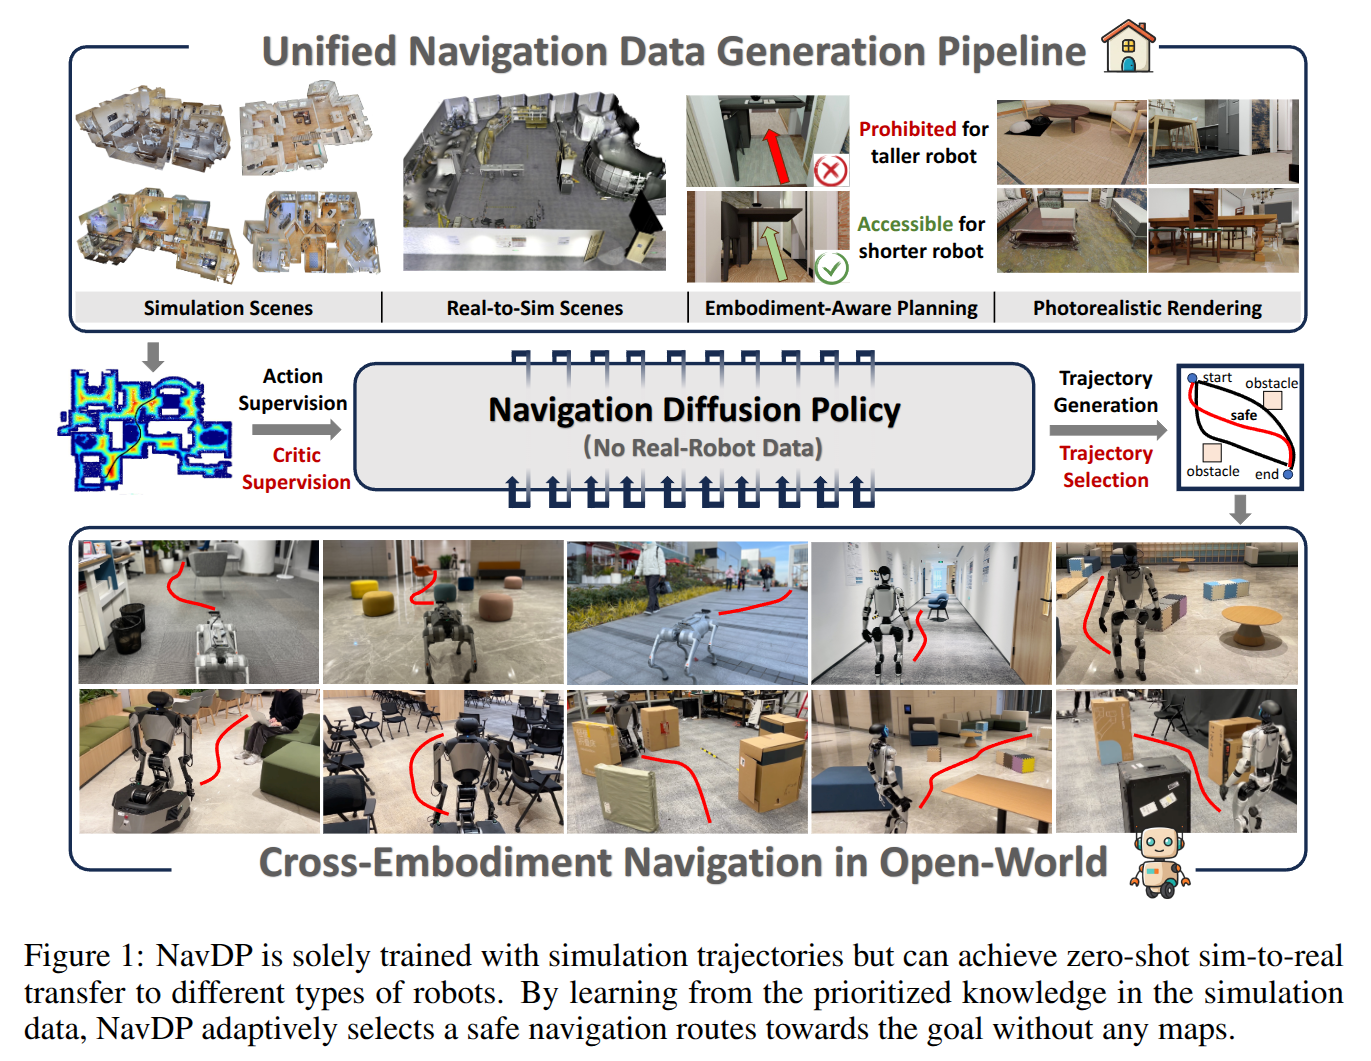 Unified Navigation Data Generation Pipeline
Prohibited for
taller robot
Accessible for
shorter robot
Simulation Scenes
Real-to-Sim Scenes
Embodiment-Aware Planning
Photorealistic Rendering
Action
Supervision
Critic
Supervision
Navigation Diffusion Policy
(No Real-Robot Data)
Trajectory
Generation
Trajectory
Selection
start
obstacle
safe
obstacle
end
Cross-Embodiment Navigation in Open-World
Figure 1: NavDP is solely trained with simulation trajectories but can achieve zero-shot sim-to-real
transfer to different types of robots. By learning from the prioritized knowledge in the simulation
data, NavDP adaptively selects a safe navigation routes towards the goal without any maps.